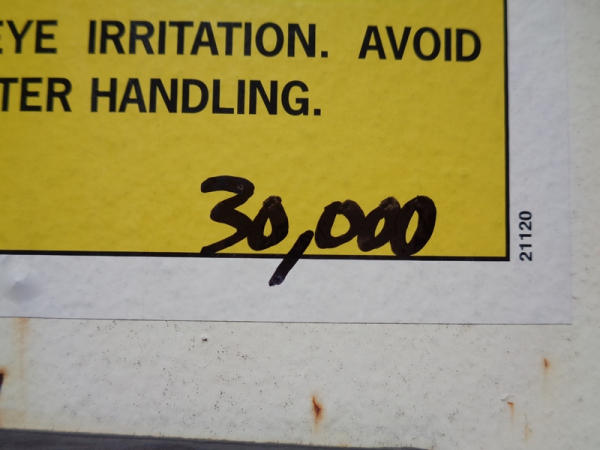 EYE IRRITATION. AVOID
TER HANDLING.
30,000
21120